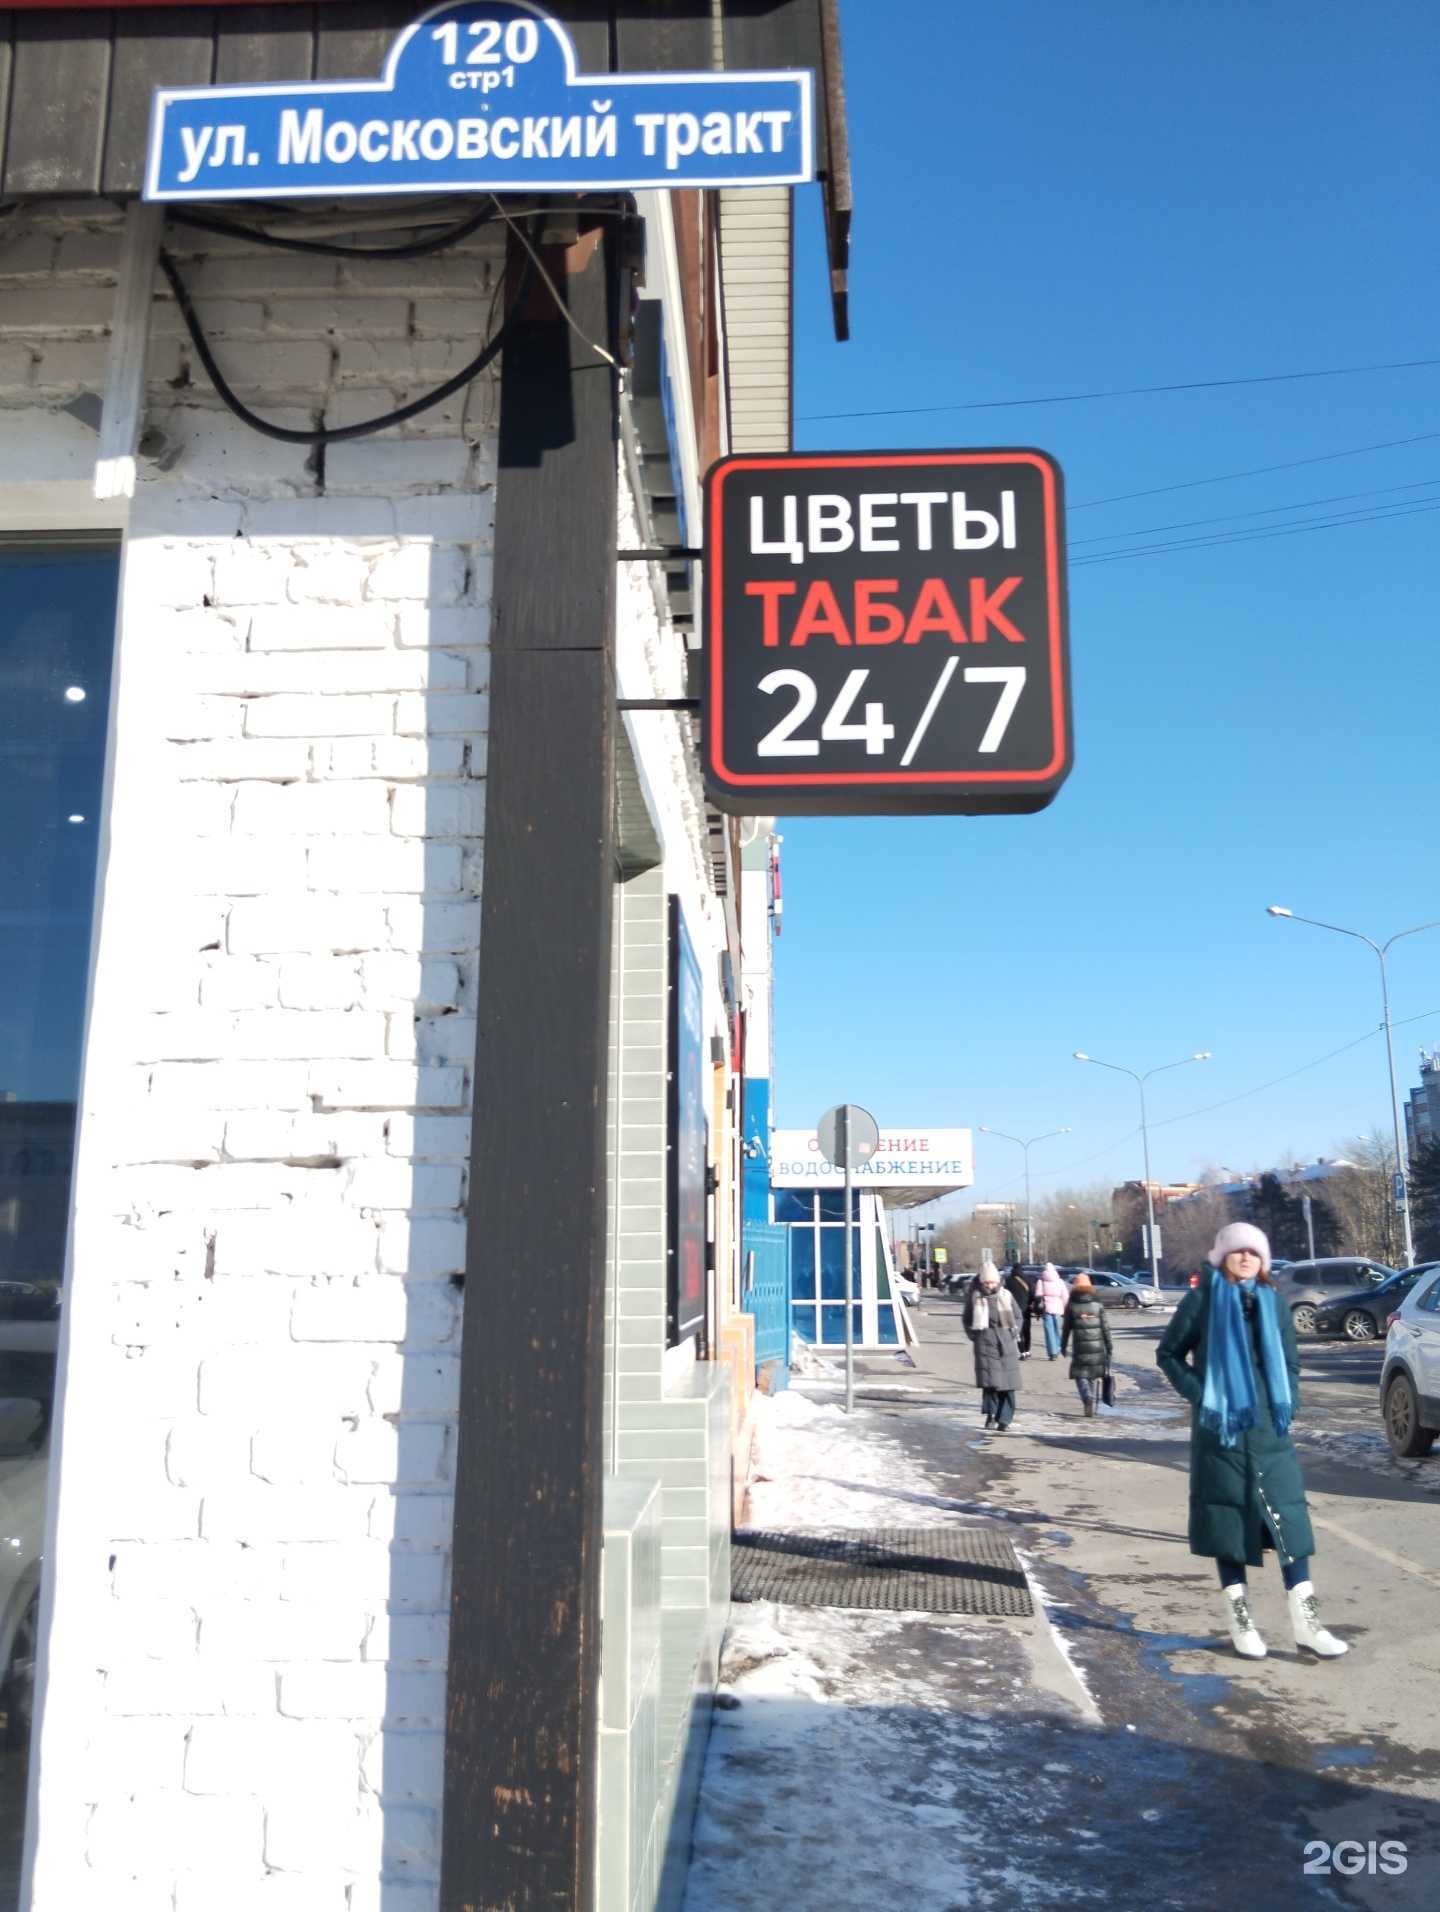 120
стр1
ул. Московский тракт
ЦВЕТЫ
ТАБАК
24/7
ВОДОСНАБЖЕНИЕ
2GIS